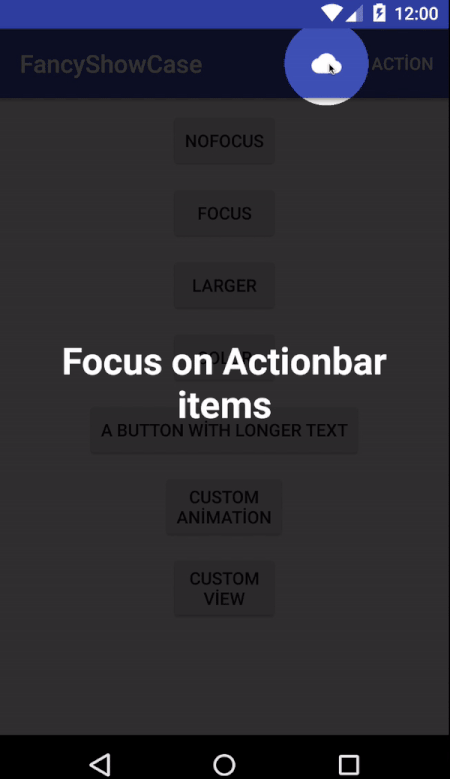 12:00
FancyShowCase
ACTİON
NOFOCUS
FOCUS
LARGER
COLOR
Focus on Actionbar
items
A BUTTON WİTH LONGER TEXT
CUSTOM
ANİMATİON
CUSTOM
VİEW